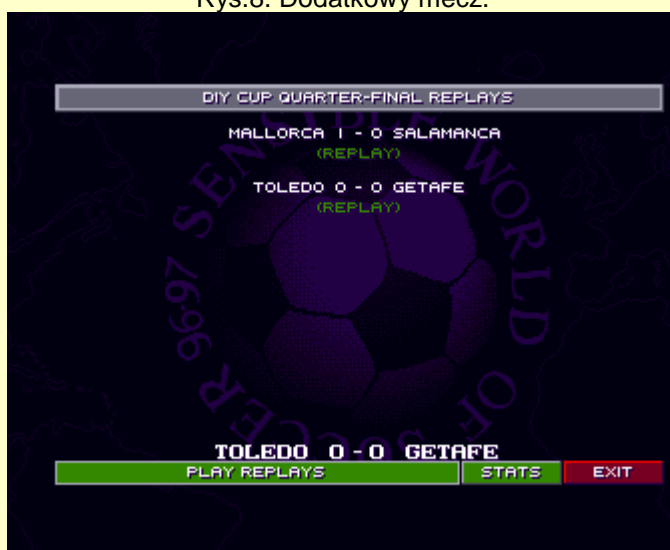 Rys.8. Dodatkowy mecz.
DIY CUP QUARTER-FINAL REPLAYS
MALLORCA 1 - 0 SALAMANCA
(REPLAY)
TOLEDO 0 - 0 GETAFE
(REPLAY)
SENSIBLE WORLD OF SOCCER 96-97
TOLEDO 0 - 0 GETAFE
PLAY REPLAYS STATS EXIT